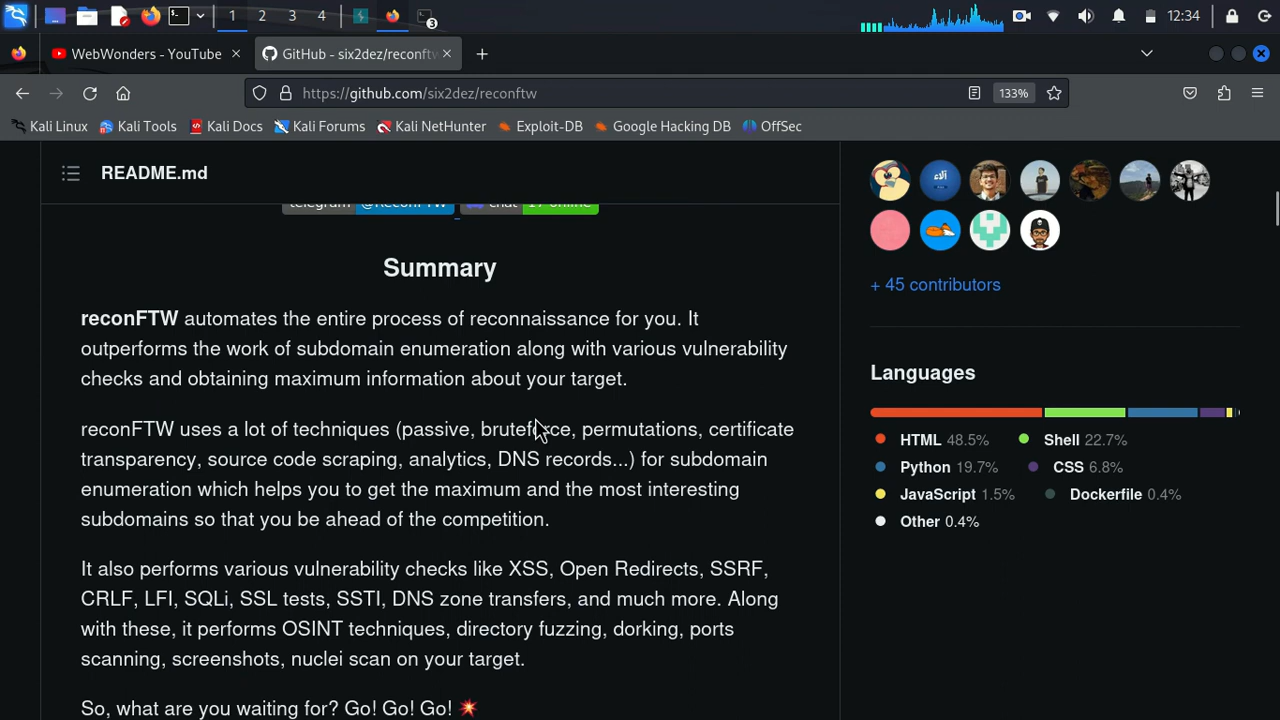 1 2 3 4 3 12:34
WebWonders - YouTube GitHub - six2dez/reconftw
https://github.com/six2dez/reconftw 133%
Kali Linux Kali Tools Kali Docs Kali Forums Kali NetHunter Exploit-DB Google Hacking DB OffSec
README.md
telegram @ReconFTW chat 17 online
Summary
reconFTW automates the entire process of reconnaissance for you. It
outperforms the work of subdomain enumeration along with various vulnerability
checks and obtaining maximum information about your target.
reconFTW uses a lot of techniques (passive, bruteforce, permutations, certificate
transparency, source code scraping, analytics, DNS records...) for subdomain
enumeration which helps you to get the maximum and the most interesting
subdomains so that you be ahead of the competition.
It also performs various vulnerability checks like XSS, Open Redirects, SSRF,
CRLF, LFI, SQLi, SSL tests, SSTI, DNS zone transfers, and much more. Along
with these, it performs OSINT techniques, directory fuzzing, dorking, ports
scanning, screenshots, nuclei scan on your target.
So, what are you waiting for? Go! Go! Go! 💥
+ 45 contributors
Languages
HTML 48.5% Shell 22.7%
Python 19.7% CSS 6.8%
JavaScript 1.5% Dockerfile 0.4%
Other 0.4%